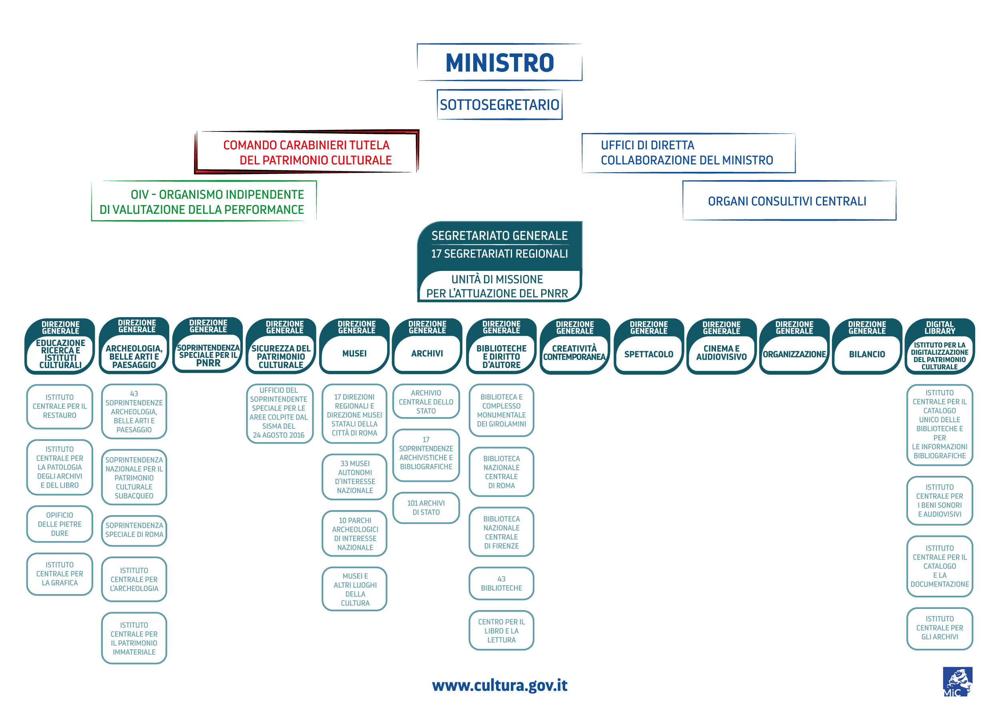 MINISTRO
SOTTOSEGRETARIO
COMANDO CARABINIERI TUTELA
DEL PATRIMONIO CULTURALE
UFFICI DI DIRETTA
COLLABORAZIONE DEL MINISTRO
OIV - ORGANISMO INDIPENDENTE
DI VALUTAZIONE DELLA PERFORMANCE
ORGANI CONSULTIVI CENTRALI
SEGRETARIATO GENERALE
17 SEGRETARIATI REGIONALI
UNITÀ DI MISSIONE
PER L'ATTUAZIONE DEL PNRR
DIREZIONE
GENERALE
EDUCAZIONE
RICERCA E
ISTITUTI
CULTURALI
ISTITUTO
CENTRALE PER IL
RESTAURO
ISTITUTO
CENTRALE PER
LA PATOLOGIA
DEGLI ARCHIVI
E DEL LIBRO
OPIFICIO
DELLE PIETRE
DURE
ISTITUTO
CENTRALE PER
LA GRAFICA
DIREZIONE
GENERALE
ARCHEOLOGIA,
BELLE ARTI E
PAESAGGIO
43
SOPRINTENDENZE
ARCHEOLOGIA,
BELLE ARTI E
PAESAGGIO
SOPRINTENDENZA
NAZIONALE PER IL
PATRIMONIO
CULTURALE
SUBACQUEO
SOPRINTENDENZA
SPECIALE DI ROMA
ISTITUTO
CENTRALE PER
L'ARCHEOLOGIA
ISTITUTO
CENTRALE PER
IL PATRIMONIO
IMMATERIALE
DIREZIONE
GENERALE
SOPRINTENDENZA
SPECIALE PER IL
PNRR
DIREZIONE
GENERALE
SICUREZZA DEL
PATRIMONIO
CULTURALE
UFFICIO DEL
SOPRINTENDENTE
SPECIALE PER LE
AREE COLPITE DAL
SISMA DEL
24 AGOSTO 2016
DIREZIONE
GENERALE
MUSEI
17 DIREZIONI
REGIONALI E
DIREZIONE MUSEI
STATALI DELLA
CITTÀ DI ROMA
33 MUSEI
AUTONOMI
D'INTERESSE
NAZIONALE
10 PARCHI
ARCHEOLOGICI
DI INTERESSE
NAZIONALE
MUSEI E
ALTRI LUOGHI
DELLA
CULTURA
DIREZIONE
GENERALE
ARCHIVI
ARCHIVIO
CENTRALE DELLO
STATO
17
SOPRINTENDENZE
ARCHIVISTICHE E
BIBLIOGRAFICHE
101 ARCHIVI
DI STATO
DIREZIONE
GENERALE
BIBLIOTECHE
E DIRITTO
D'AUTORE
BIBLIOTECA E
COMPLESSO
MONUMENTALE
DEI GIROLAMINI
BIBLIOTECA
NAZIONALE
CENTRALE
DI ROMA
BIBLIOTECA
NAZIONALE
CENTRALE
DI FIRENZE
43
BIBLIOTECHE
CENTRO PER IL
LIBRO E LA
LETTURA
DIREZIONE
GENERALE
CREATIVITÀ
CONTEMPORANEA
DIREZIONE
GENERALE
SPETTACOLO
DIREZIONE
GENERALE
CINEMA E
AUDIOVISIVO
DIREZIONE
GENERALE
ORGANIZZAZIONE
DIREZIONE
GENERALE
BILANCIO
DIGITAL
LIBRARY
ISTITUTO PER LA
DIGITALIZZAZIONE
DEL PATRIMONIO
CULTURALE
ISTITUTO
CENTRALE PER IL
CATALOGO
UNICO DELLE
BIBLIOTECHE E
PER
LE INFORMAZIONI
BIBLIOGRAFICHE
ISTITUTO
CENTRALE PER
I BENI SONORI
E AUDIOVISIVI
ISTITUTO
CENTRALE PER IL
CATALOGO
E LA
DOCUMENTAZIONE
ISTITUTO
CENTRALE PER
GLI ARCHIVI
www.cultura.gov.it
MiC